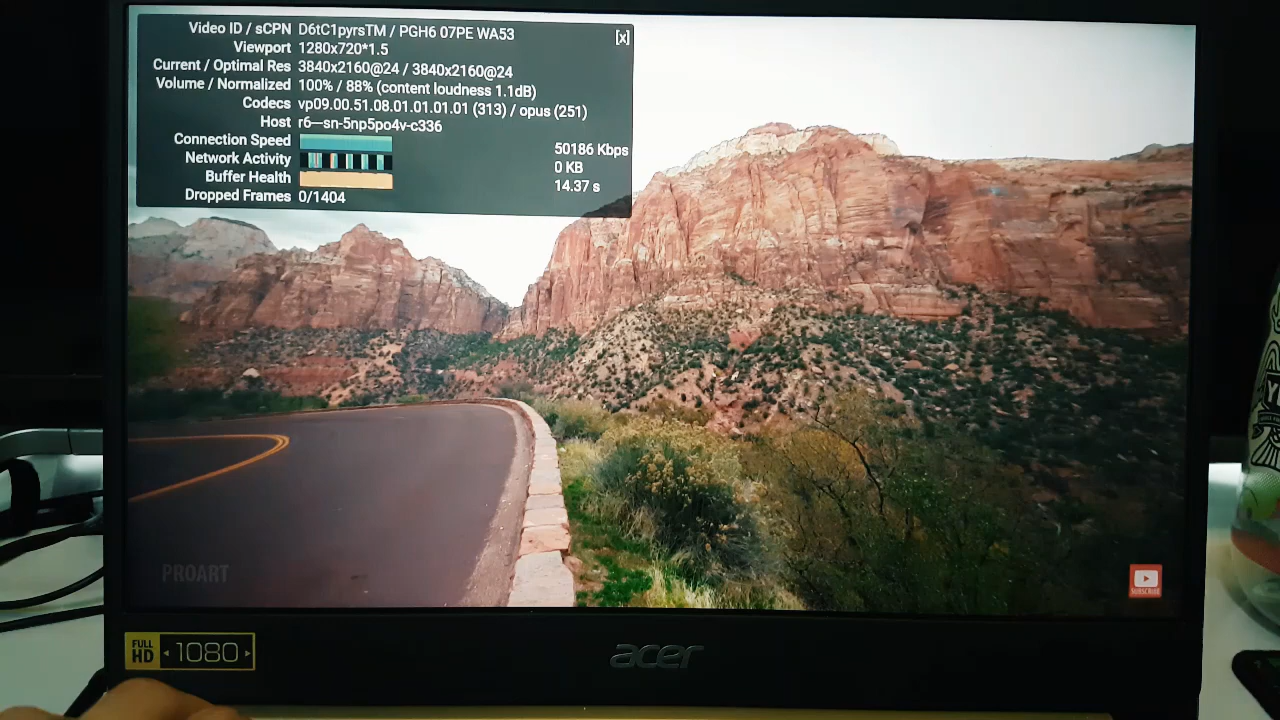 Video ID / sCPN D6tC1pyrsTM / PGH6 07PE WA53 [x]
Viewport 1280x720*1.5
Current / Optimal Res 3840x2160@24 / 3840x2160@24
Volume / Normalized 100% / 88% (content loudness 1.1dB)
Codecs vp09.00.51.08.01.01.01.01 (313) / opus (251)
Host r6---sn-5np5po4v-c336
Connection Speed 50186 Kbps
Network Activity 0 KB
Buffer Health 14.37 s
Dropped Frames 0/1404
PROART
SUBSCRIBE
FULL HD 1080
acer